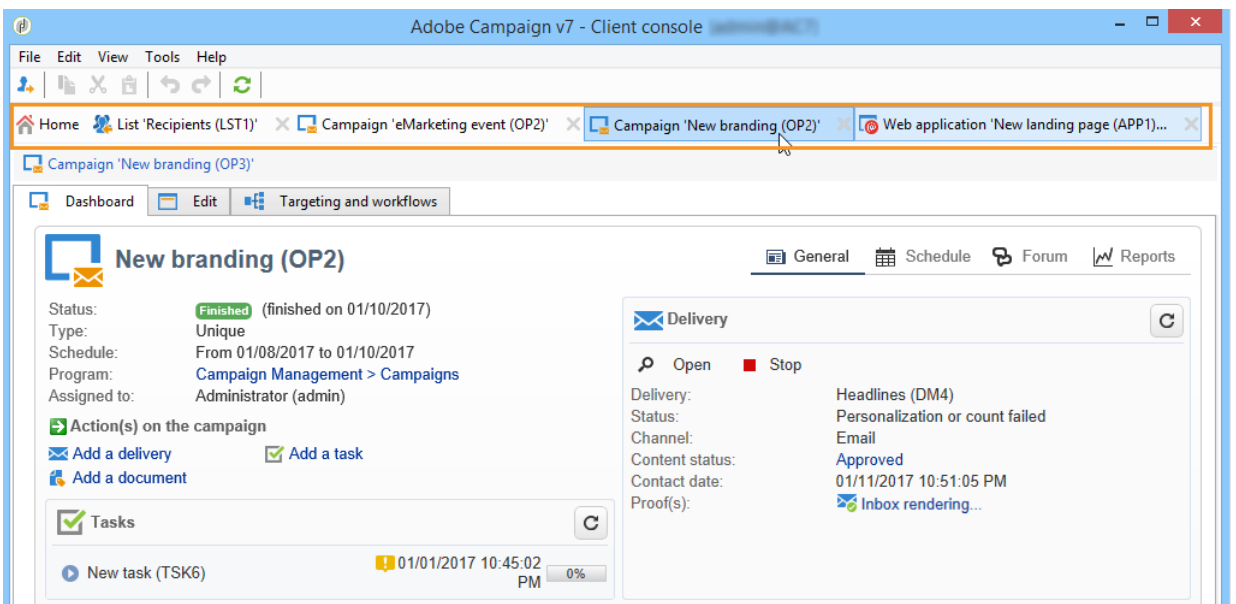 Adobe Campaign v7 - Client console
File Edit View Tools Help
Home List 'Recipients (LST1)' Campaign 'eMarketing event (OP2)' Campaign 'New branding (OP2)' Web application 'New landing page (APP1)...
Campaign 'New branding (OP3)'
Dashboard Edit Targeting and workflows
New branding (OP2) General Schedule Forum Reports
Status: Finished (finished on 01/10/2017)
Type: Unique
Schedule: From 01/08/2017 to 01/10/2017
Program: Campaign Management > Campaigns
Assigned to: Administrator (admin)
Action(s) on the campaign
Add a delivery Add a task
Add a document
Tasks
New task (TSK6) 01/01/2017 10:45:02 PM 0%
Delivery
Open Stop
Delivery: Headlines (DM4)
Status: Personalization or count failed
Channel: Email
Content status: Approved
Contact date: 01/11/2017 10:51:05 PM
Proof(s): Inbox rendering...